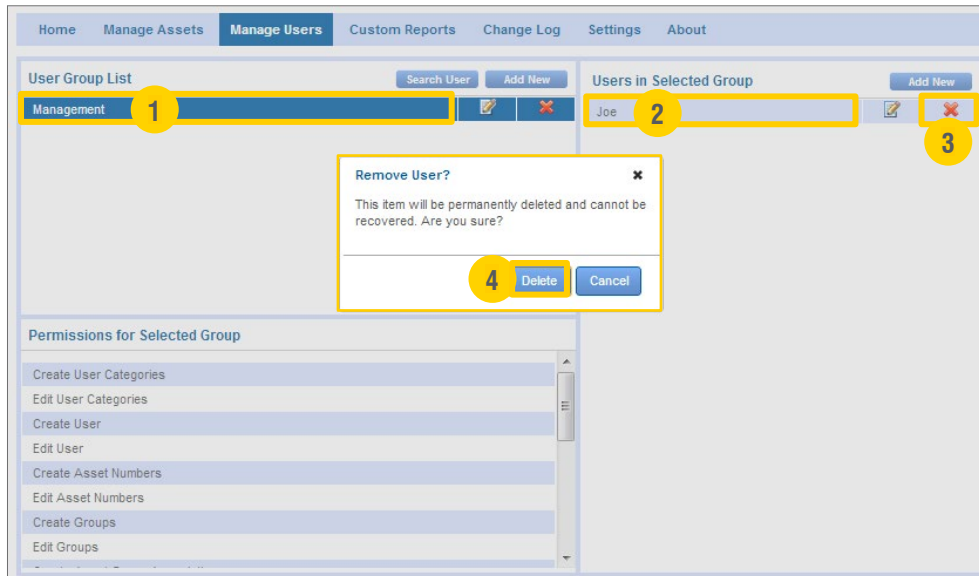 Home Manage Assets Manage Users Custom Reports Change Log Settings About
User Group List Search User Add New
Management 1
Users in Selected Group Add New
Joe 2
3
Remove User?
This item will be permanently deleted and cannot be
recovered. Are you sure?
4 Delete Cancel
Permissions for Selected Group
Create User Categories
Edit User Categories
Create User
Edit User
Create Asset Numbers
Edit Asset Numbers
Create Groups
Edit Groups